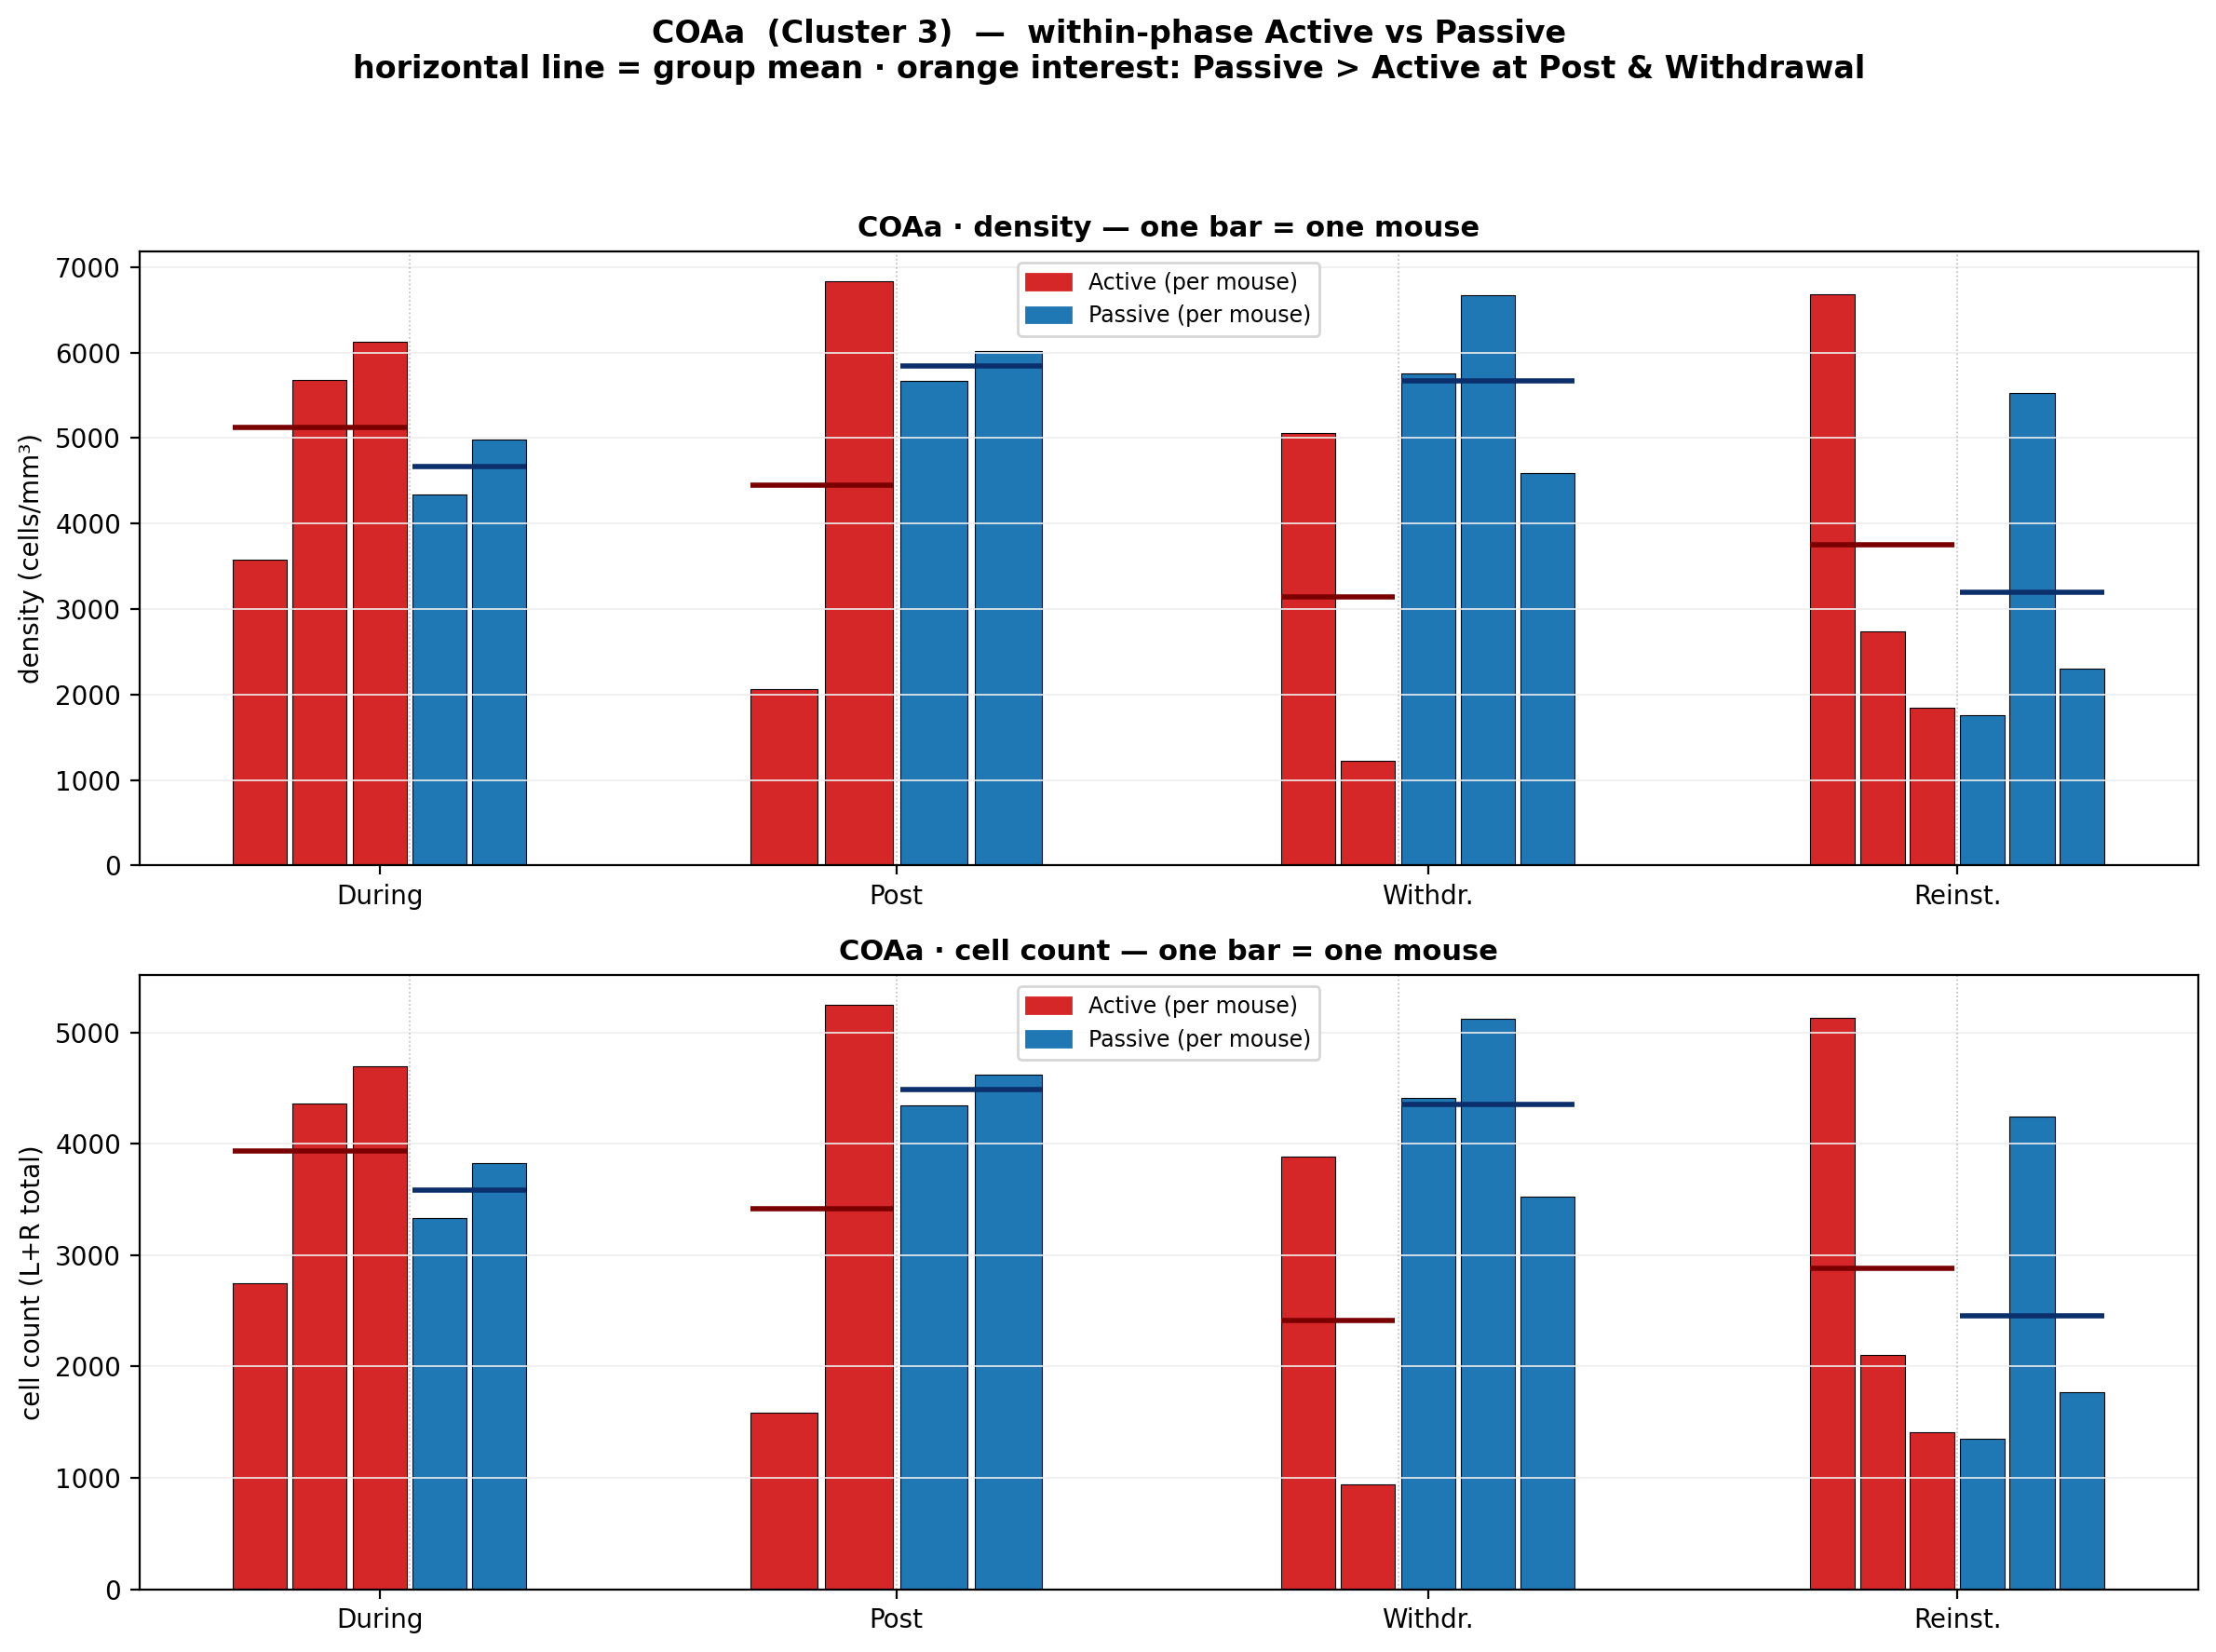 COAa (Cluster 3) — within-phase Active vs Passive
horizontal line = group mean · orange interest: Passive > Active at Post & Withdrawal
COAa · density — one bar = one mouse
Active (per mouse)
Passive (per mouse)
density (cells/mm³)
7000
6000
5000
4000
3000
2000
1000
0
During
Post
Withdr.
Reinst.
COAa · cell count — one bar = one mouse
Active (per mouse)
Passive (per mouse)
cell count (L+R total)
5000
4000
3000
2000
1000
0
During
Post
Withdr.
Reinst.